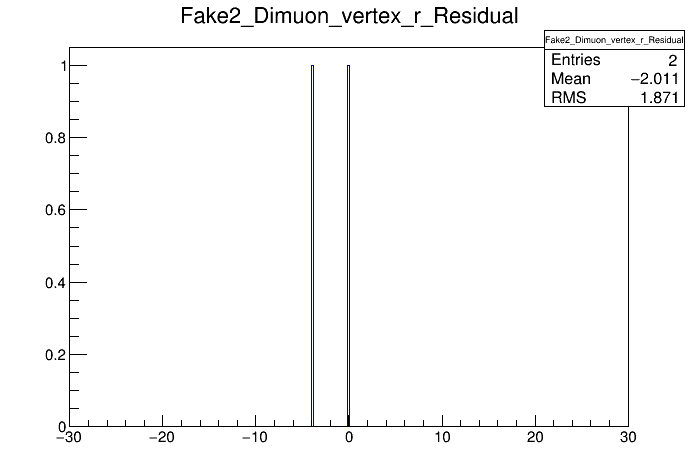 Fake2_Dimuon_vertex_r_Residual
Fake2_Dimuon_vertex_r_Residual
Entries 2
Mean −2.011
RMS 1.871
1
0.8
0.6
0.4
0.2
0
−30 −20 −10 0 10 20 30